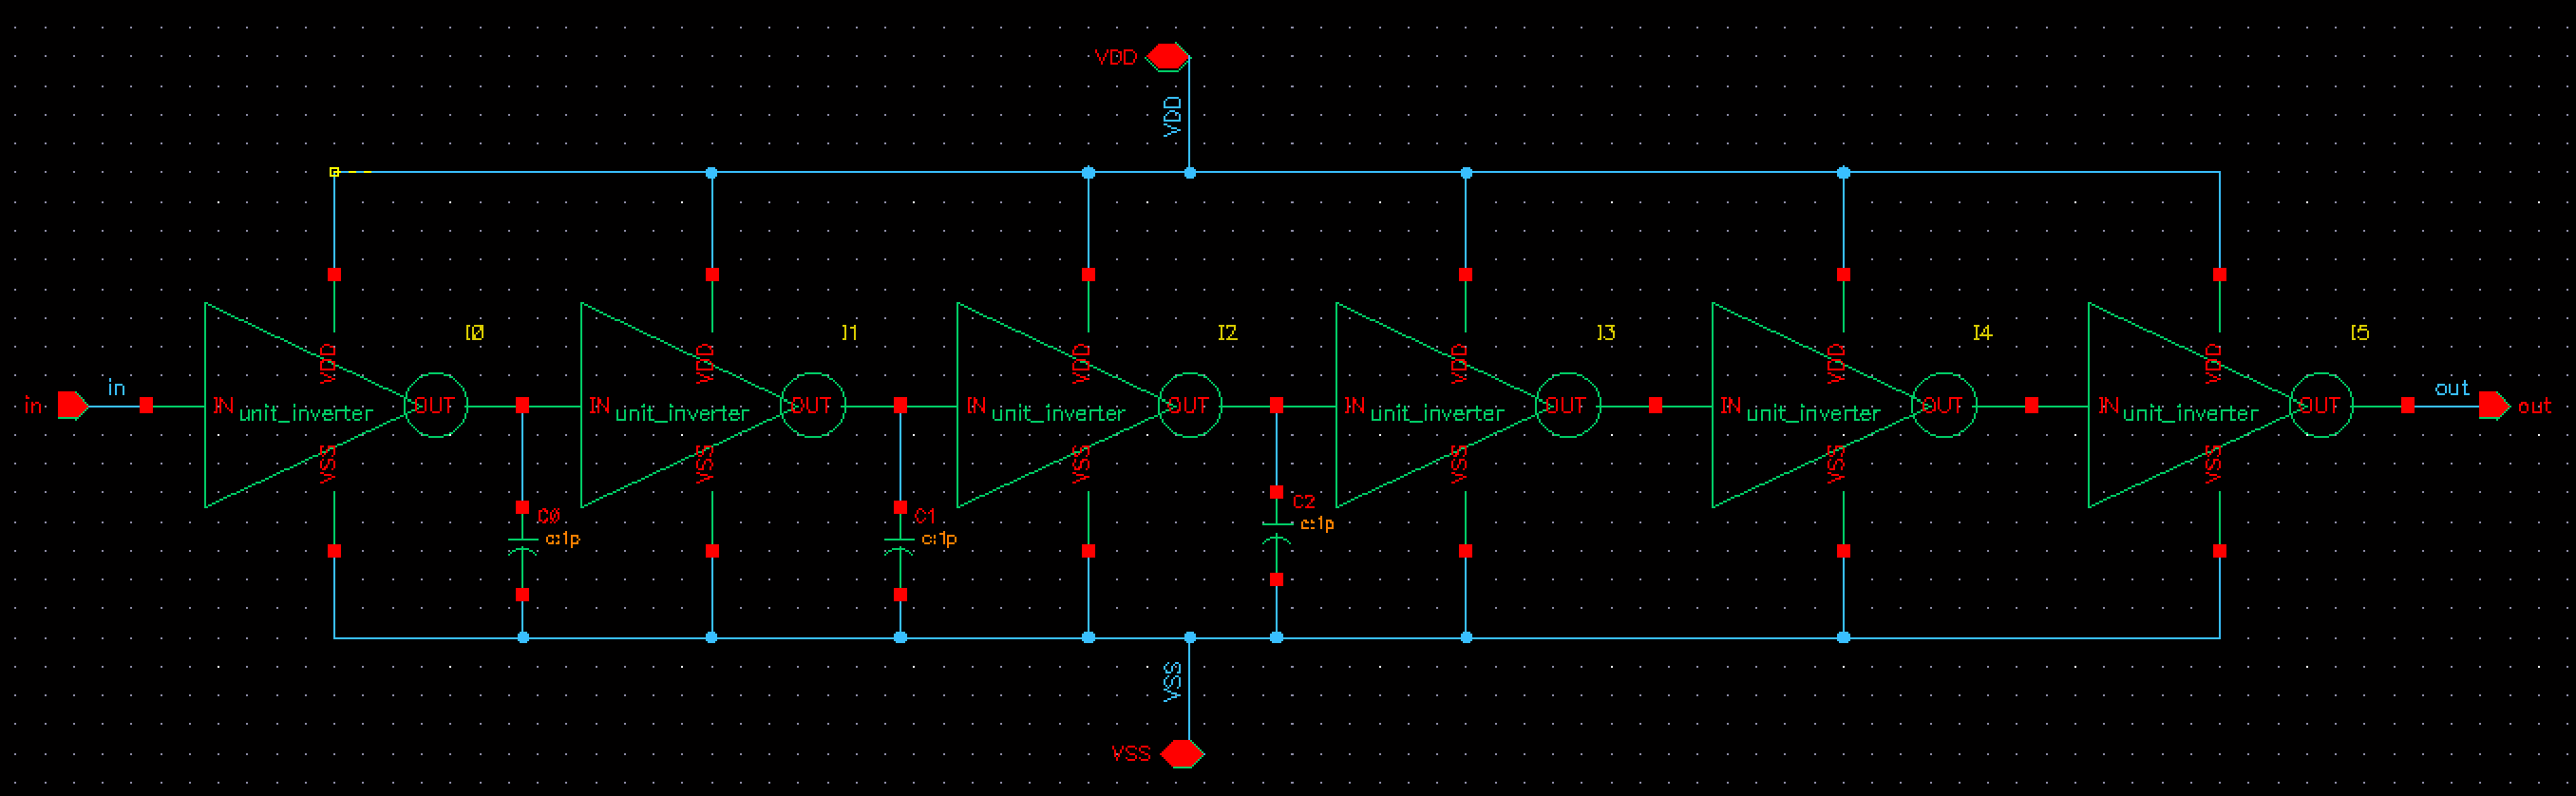 VDD
VDD
I0
I1
I2
I3
I4
I5
VDD
VDD
VDD
VDD
VDD
VDD
in
in
IN
unit_inverter
OUT
IN
unit_inverter
OUT
IN
unit_inverter
OUT
IN
unit_inverter
OUT
IN
unit_inverter
OUT
IN
unit_inverter
OUT
out
out
VSS
VSS
VSS
VSS
VSS
VSS
C0
c:1p
C1
c:1p
C2
c:1p
VSS
VSS